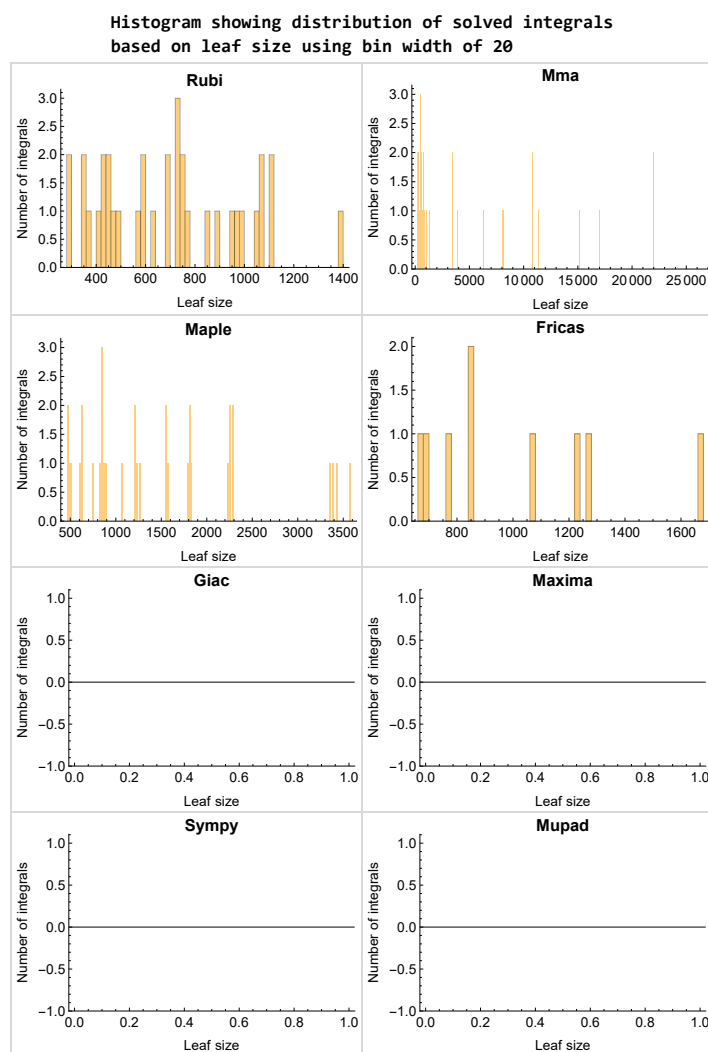 Histogram showing distribution of solved integrals
based on leaf size using bin width of 20
Rubi
Number of integrals
3.0
2.5
2.0
1.5
1.0
0.5
0.0
400 600 800 1000 1200 1400
Leaf size
Mma
Number of integrals
3.0
2.5
2.0
1.5
1.0
0.5
0.0
0 5000 10000 15000 20000 25000
Leaf size
Maple
Number of integrals
3.0
2.5
2.0
1.5
1.0
0.5
0.0
500 1000 1500 2000 2500 3000 3500
Leaf size
Fricas
Number of integrals
2.0
1.5
1.0
0.5
0.0
800 1000 1200 1400 1600
Leaf size
Giac
Number of integrals
1.0
0.5
0.0
−0.5
−1.0
0.0 0.2 0.4 0.6 0.8 1.0
Leaf size
Maxima
Number of integrals
1.0
0.5
0.0
−0.5
−1.0
0.0 0.2 0.4 0.6 0.8 1.0
Leaf size
Sympy
Number of integrals
1.0
0.5
0.0
−0.5
−1.0
0.0 0.2 0.4 0.6 0.8 1.0
Leaf size
Mupad
Number of integrals
1.0
0.5
0.0
−0.5
−1.0
0.0 0.2 0.4 0.6 0.8 1.0
Leaf size